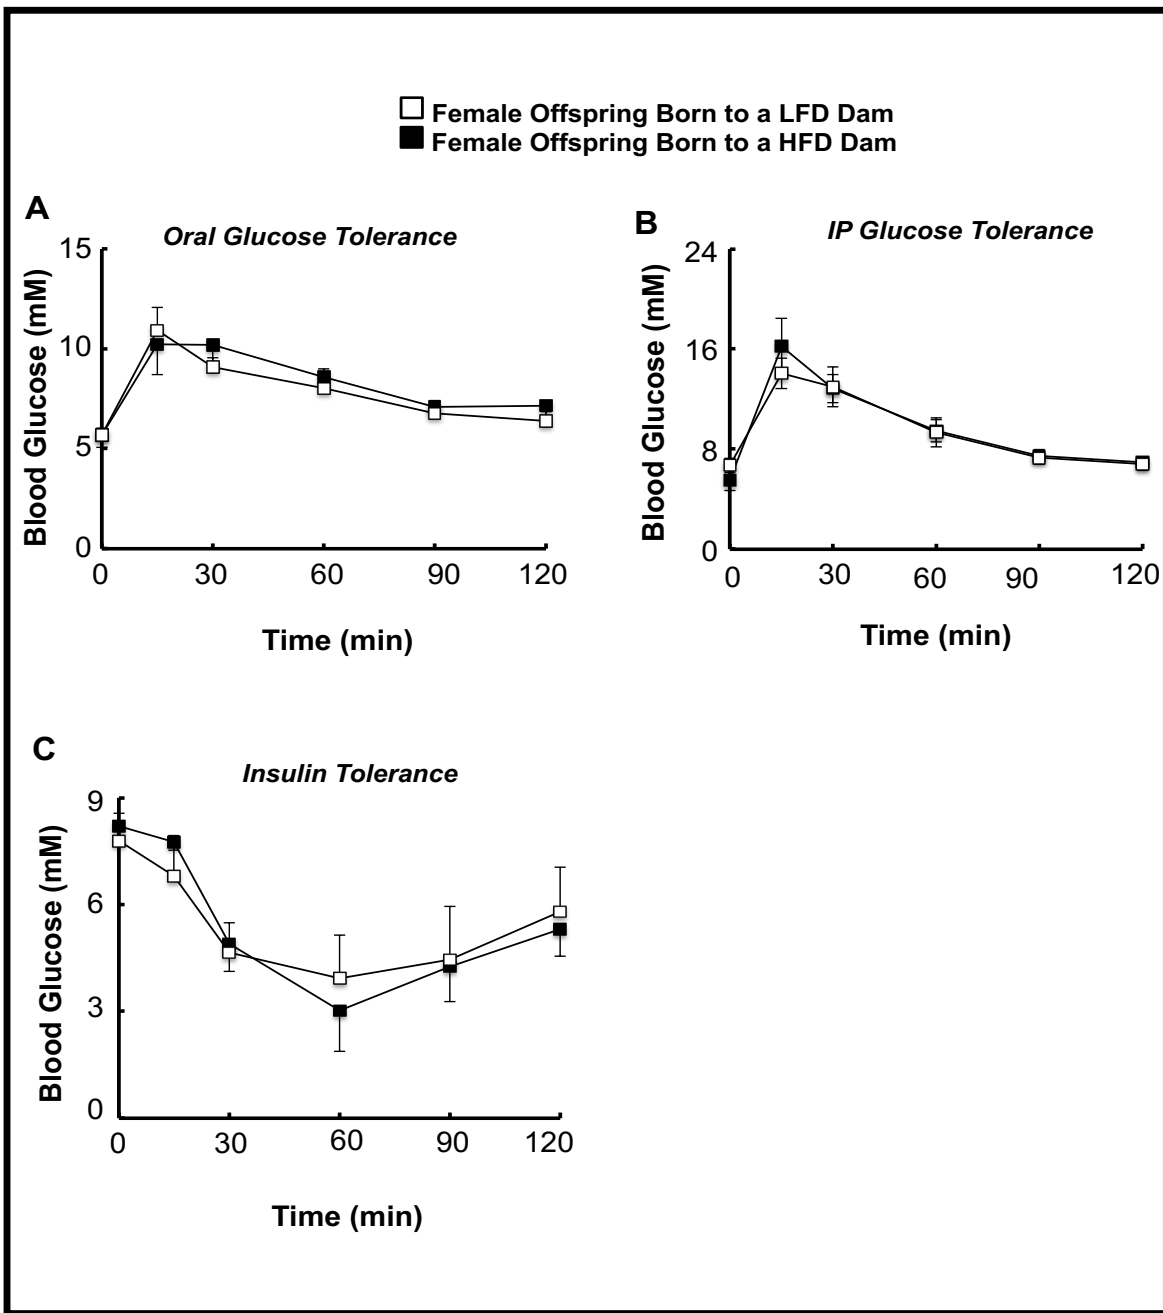 Female Offspring Born to a LFD Dam
Female Offspring Born to a HFD Dam
A
Oral Glucose Tolerance
Blood Glucose (mM)
15
10
5
0
0 30 60 90 120
Time (min)
B
IP Glucose Tolerance
Blood Glucose (mM)
24
16
8
0
0 30 60 90 120
Time (min)
C
Insulin Tolerance
Blood Glucose (mM)
9
6
3
0
0 30 60 90 120
Time (min)